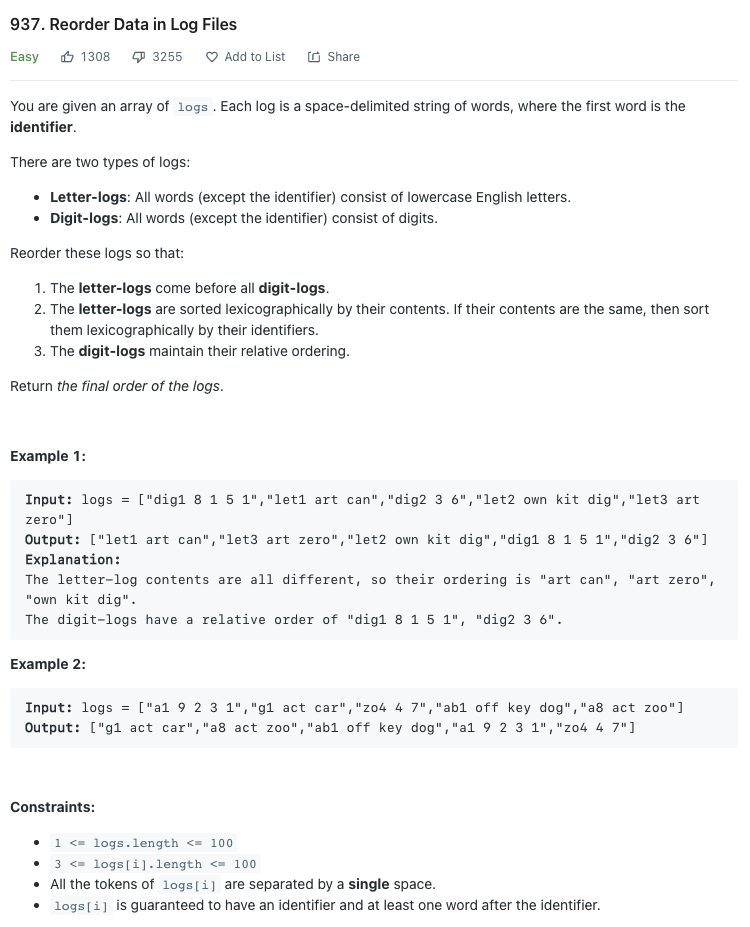 937. Reorder Data in Log Files
Easy 1308 3255 Add to List Share
You are given an array of logs. Each log is a space-delimited string of words, where the first word is the
identifier.
There are two types of logs:
• Letter-logs: All words (except the identifier) consist of lowercase English letters.
• Digit-logs: All words (except the identifier) consist of digits.
Reorder these logs so that:
1. The letter-logs come before all digit-logs.
2. The letter-logs are sorted lexicographically by their contents. If their contents are the same, then sort
them lexicographically by their identifiers.
3. The digit-logs maintain their relative ordering.
Return the final order of the logs.
Example 1:
Input: logs = ["dig1 8 1 5 1","let1 art can","dig2 3 6","let2 own kit dig","let3 art
zero"]
Output: ["let1 art can","let3 art zero","let2 own kit dig","dig1 8 1 5 1","dig2 3 6"]
Explanation:
The letter-log contents are all different, so their ordering is "art can", "art zero",
"own kit dig".
The digit-logs have a relative order of "dig1 8 1 5 1", "dig2 3 6".
Example 2:
Input: logs = ["a1 9 2 3 1","g1 act car","zo4 4 7","ab1 off key dog","a8 act zoo"]
Output: ["g1 act car","a8 act zoo","ab1 off key dog","a1 9 2 3 1","zo4 4 7"]
Constraints:
• 1 <= logs.length <= 100
• 3 <= logs[i].length <= 100
• All the tokens of logs[i] are separated by a single space.
• logs[i] is guaranteed to have an identifier and at least one word after the identifier.